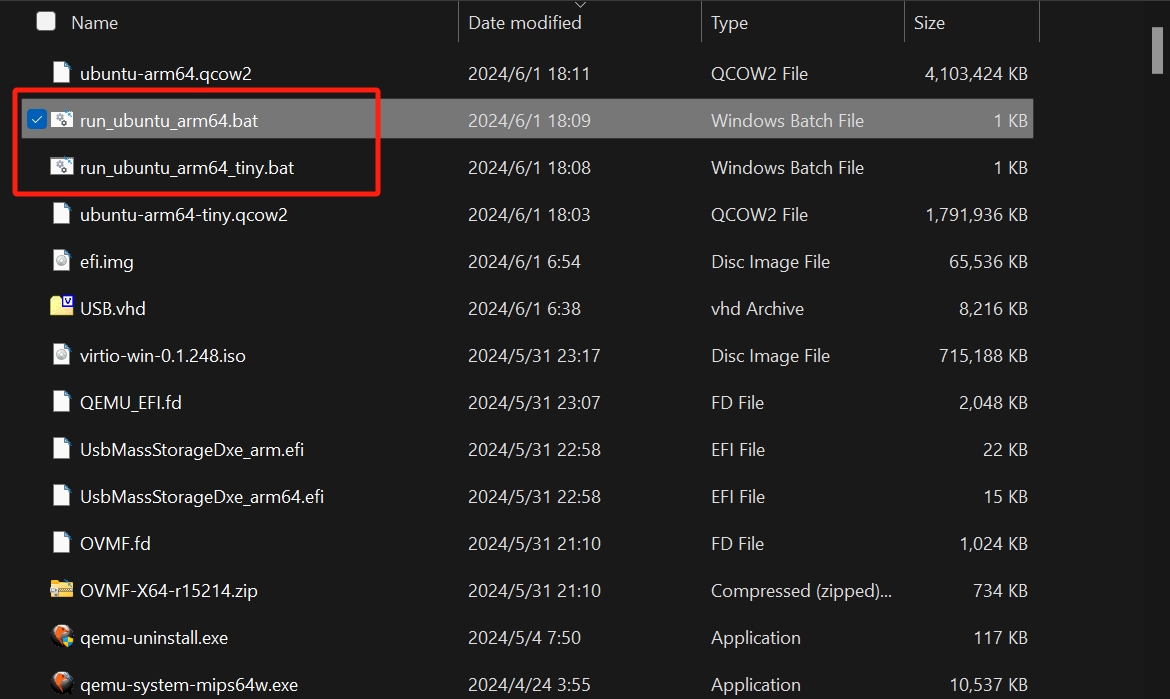 Name Date modified Type Size
ubuntu-arm64.qcow2 2024/6/1 18:11 QCOW2 File 4,103,424 KB
run_ubuntu_arm64.bat 2024/6/1 18:09 Windows Batch File 1 KB
run_ubuntu_arm64_tiny.bat 2024/6/1 18:08 Windows Batch File 1 KB
ubuntu-arm64-tiny.qcow2 2024/6/1 18:03 QCOW2 File 1,791,936 KB
efi.img 2024/6/1 6:54 Disc Image File 65,536 KB
USB.vhd 2024/6/1 6:38 vhd Archive 8,216 KB
virtio-win-0.1.248.iso 2024/5/31 23:17 Disc Image File 715,188 KB
QEMU_EFI.fd 2024/5/31 23:07 FD File 2,048 KB
UsbMassStorageDxe_arm.efi 2024/5/31 22:58 EFI File 22 KB
UsbMassStorageDxe_arm64.efi 2024/5/31 22:58 EFI File 15 KB
OVMF.fd 2024/5/31 21:10 FD File 1,024 KB
OVMF-X64-r15214.zip 2024/5/31 21:10 Compressed (zipped)... 734 KB
qemu-uninstall.exe 2024/5/4 7:50 Application 117 KB
qemu-system-mips64w.exe 2024/4/24 3:55 Application 10,537 KB